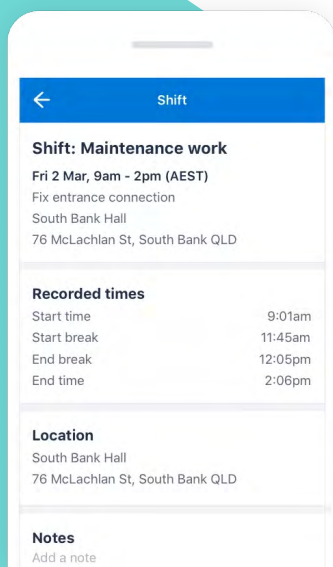 Shift
Shift: Maintenance work
Fri 2 Mar, 9am - 2pm (AEST)
Fix entrance connection
South Bank Hall
76 McLachlan St, South Bank QLD
Recorded times
Start time 9:01am
Start break 11:45am
End break 12:05pm
End time 2:06pm
Location
South Bank Hall
76 McLachlan St, South Bank QLD
Notes
Add a note